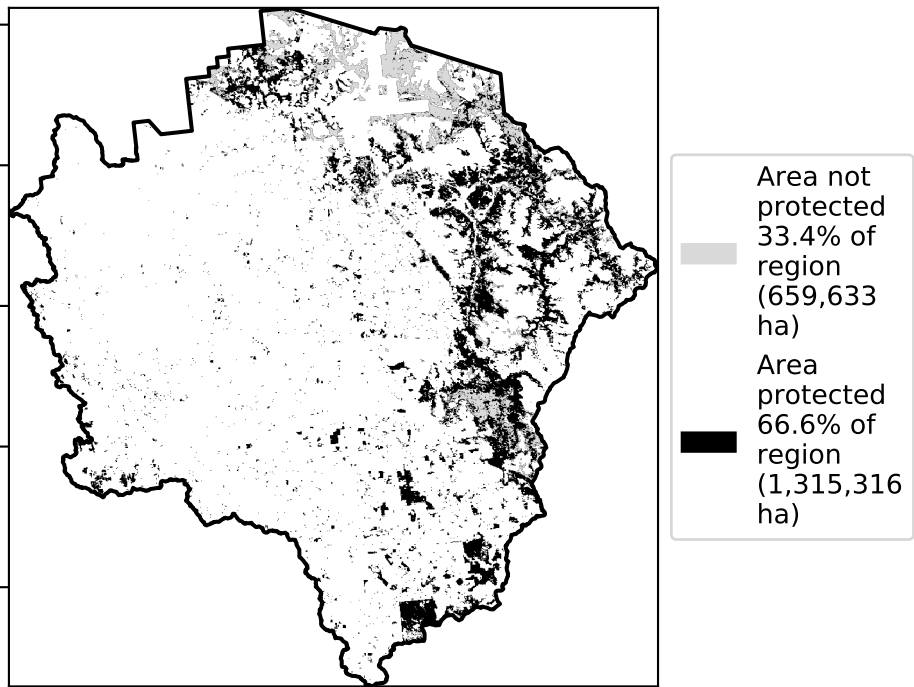 Area not
protected
33.4% of
region
(659,633
ha)
Area
protected
66.6% of
region
(1,315,316
ha)